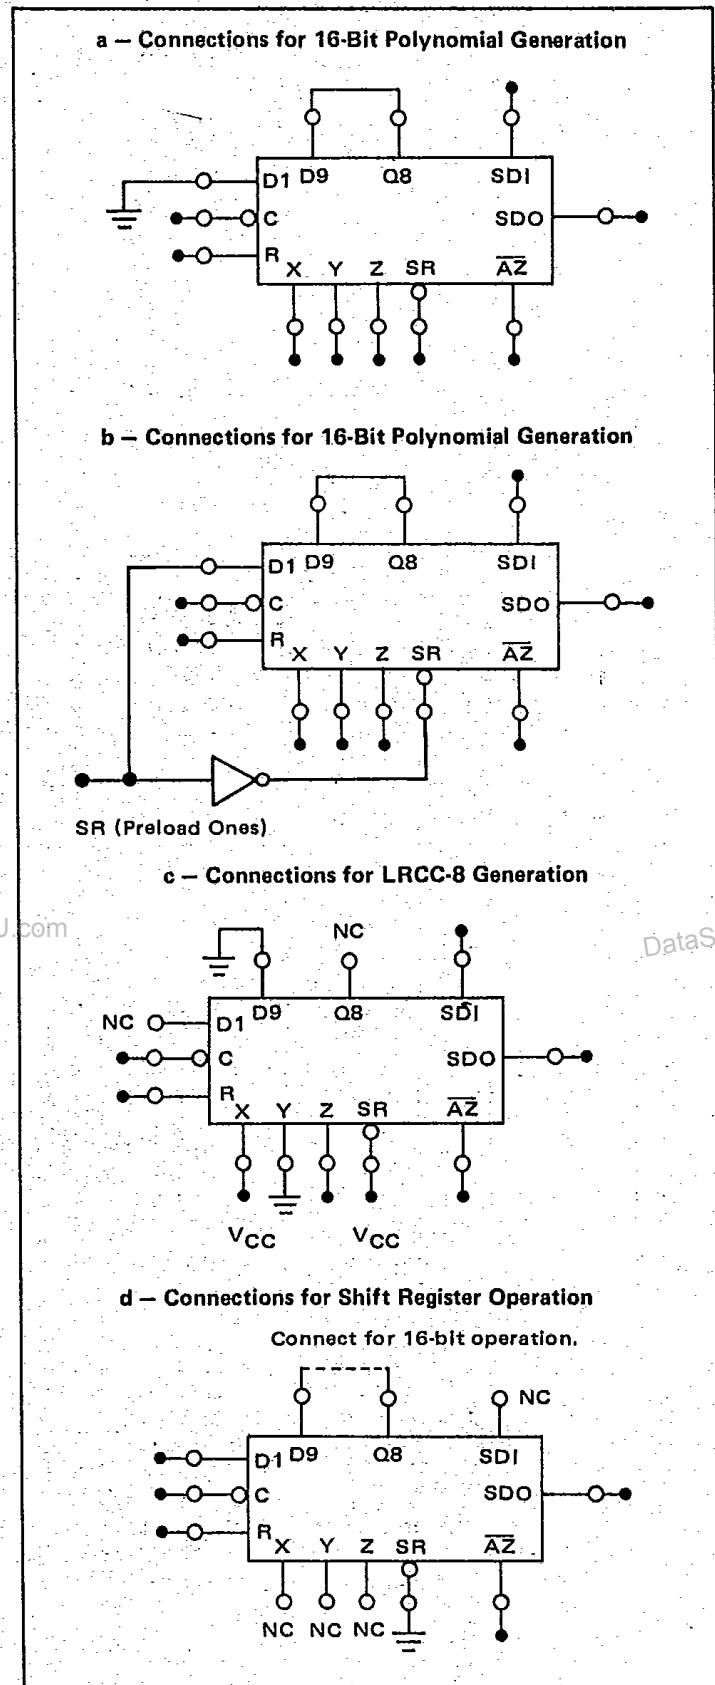 a — Connections for 16-Bit Polynomial Generation
D1 D9 Q8 SDI
C SDO
R X Y Z SR AZ
b — Connections for 16-Bit Polynomial Generation
D1 D9 Q8 SDI
C SDO
R X Y Z SR AZ
SR (Preload Ones)
c — Connections for LRCC-8 Generation
U.com
NC
DataS
NC D1 D9 Q8 SDI
C SDO
R X Y Z SR AZ
VCC VCC
d — Connections for Shift Register Operation
Connect for 16-bit operation.
NC
D1 D9 Q8 SDI
C SDO
R X Y Z SR AZ
NC NC NC